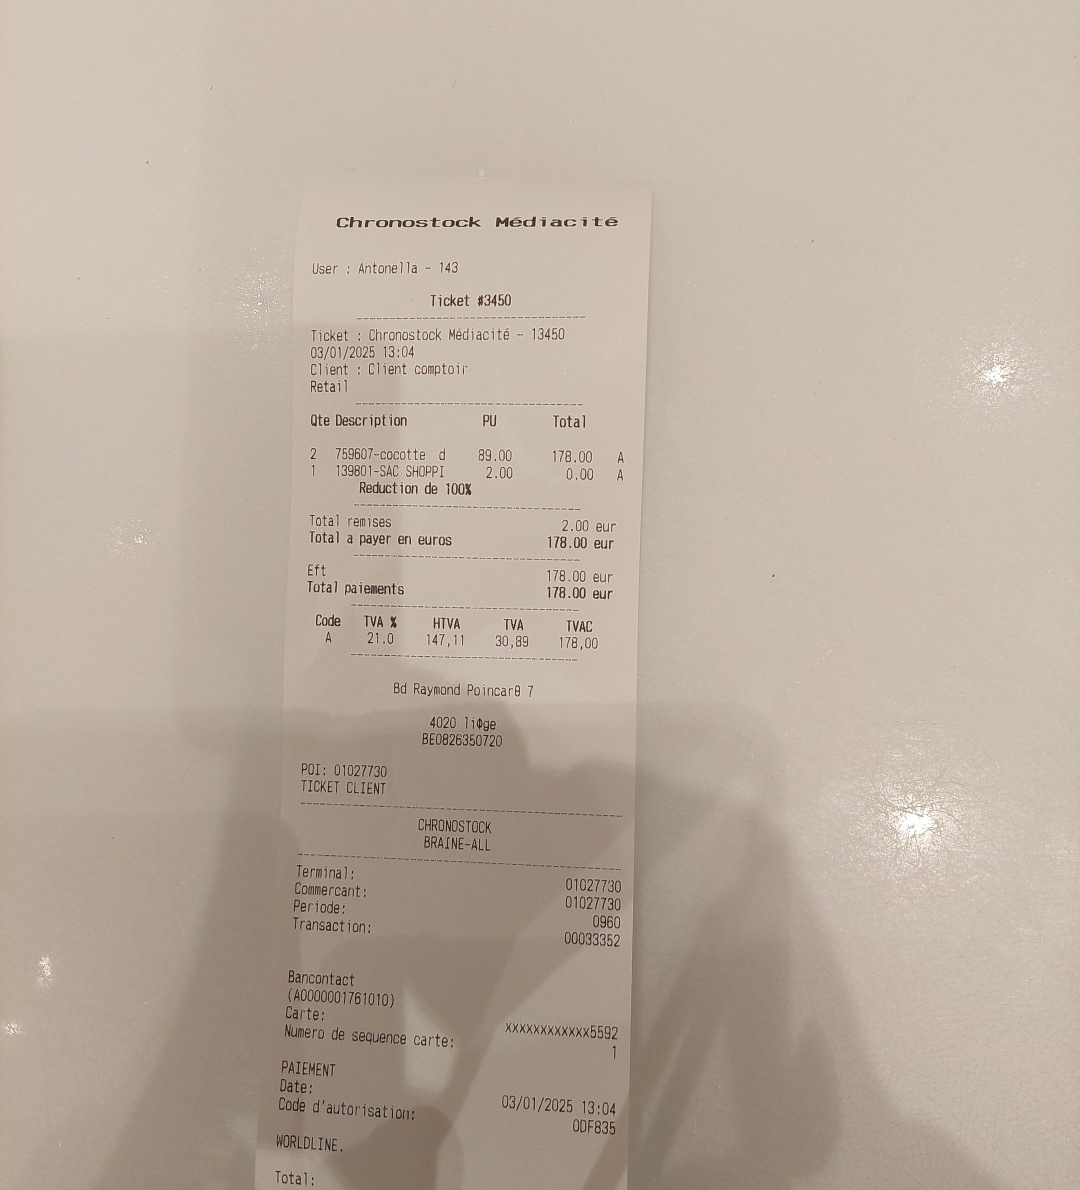 Chronostock Médiacité
User : Antonella - 143
Ticket #3450
Ticket : Chronostock Médiacité - 13450
03/01/2025 13:04
Client : Client comptoir
Retail
Qte Description PU Total
2 759607-cocotte d 89.00 178.00 A
1 139801-SAC SHOPPI 2.00 0.00 A
Reduction de 100%
Total remises 2.00 eur
Total a payer en euros 178.00 eur
Eft 178.00 eur
Total paiements 178.00 eur
Code TVA % HTVA TVA TVAC
A 21.0 147,11 30,89 178,00
Bd Raymond PoincarΘ 7
4020 liΦge
BE0826350720
POI: 01027730
TICKET CLIENT
CHRONOSTOCK
BRAINE-ALL
Terminal: 01027730
Commercant: 01027730
Periode: 0960
Transaction: 00033352
Bancontact
(A0000001761010)
Carte: xxxxxxxxxxxx5592
Numero de sequence carte: 1
PAIEMENT
Date: 03/01/2025 13:04
Code d'autorisation: 0DF835
WORLDLINE.
Total: